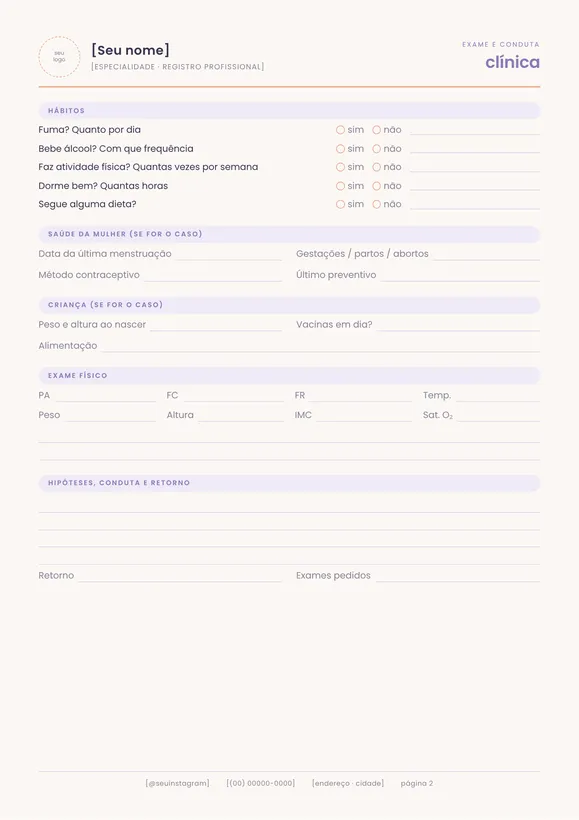 seu
logo
[Seu nome]
[ESPECIALIDADE · REGISTRO PROFISSIONAL]
EXAME E CONDUTA
clínica
HÁBITOS
Fuma? Quanto por dia sim não
Bebe álcool? Com que frequência sim não
Faz atividade física? Quantas vezes por semana sim não
Dorme bem? Quantas horas sim não
Segue alguma dieta? sim não
SAÚDE DA MULHER (SE FOR O CASO)
Data da última menstruação Gestações / partos / abortos
Método contraceptivo Último preventivo
CRIANÇA (SE FOR O CASO)
Peso e altura ao nascer Vacinas em dia?
Alimentação
EXAME FÍSICO
PA FC FR Temp.
Peso Altura IMC Sat. O₂
HIPÓTESES, CONDUTA E RETORNO
Retorno Exames pedidos
[@seuinstagram] [(00) 00000-0000] [endereço · cidade] página 2